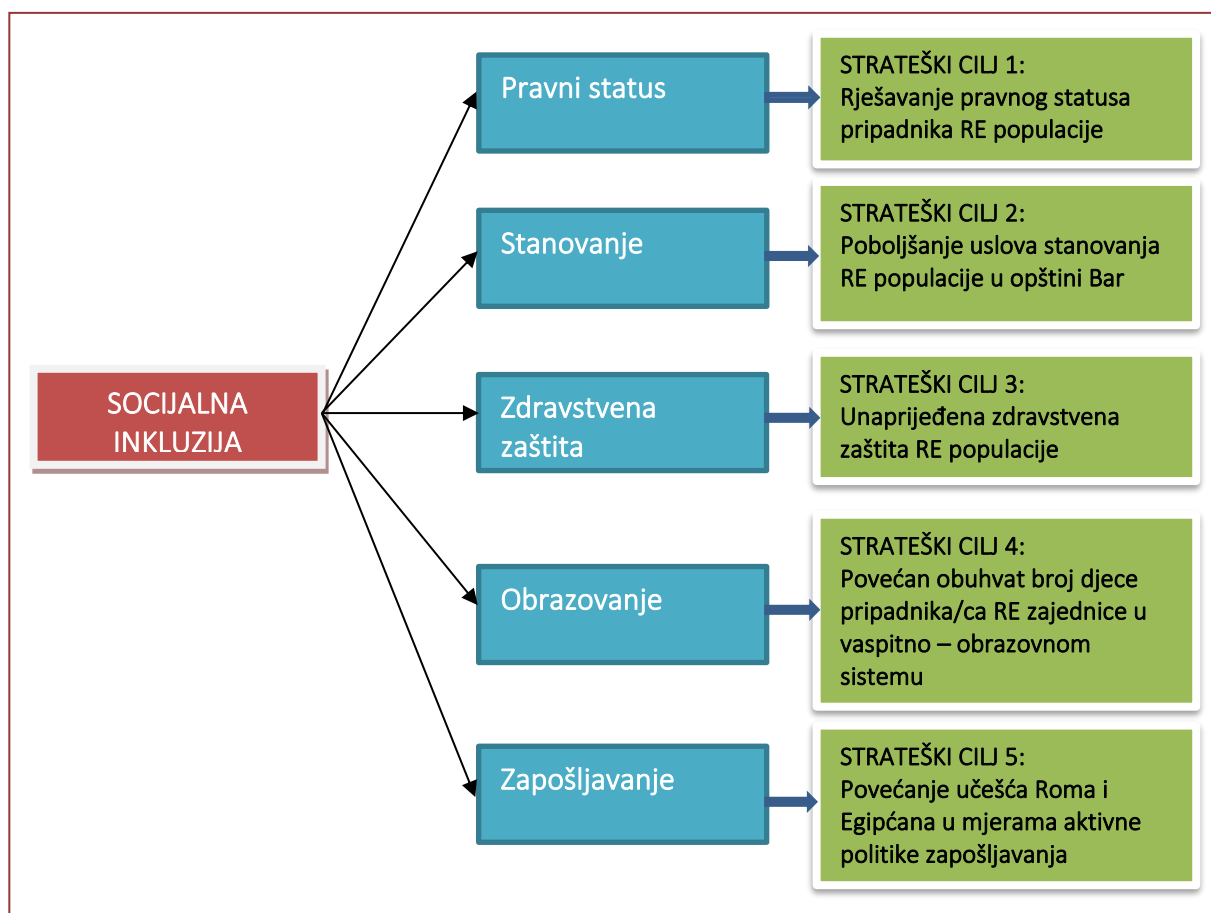 SOCIJALNA
INKLUZIJA
Pravni status
STRATEŠKI CILJ 1:
Rješavanje pravnog statusa
pripadnika RE populacije
Stanovanje
STRATEŠKI CILJ 2:
Poboljšanje uslova stanovanja
RE populacije u opštini Bar
Zdravstvena
zaštita
STRATEŠKI CILJ 3:
Unaprijeđena zdravstvena
zaštita RE populacije
Obrazovanje
STRATEŠKI CILJ 4:
Povećan obuhvat broj djece
pripadnika/ca RE zajednice u
vaspitno – obrazovnom
sistemu
Zapošljavanje
STRATEŠKI CILJ 5:
Povećanje učešća Roma i
Egipćana u mjerama aktivne
politike zapošljavanja